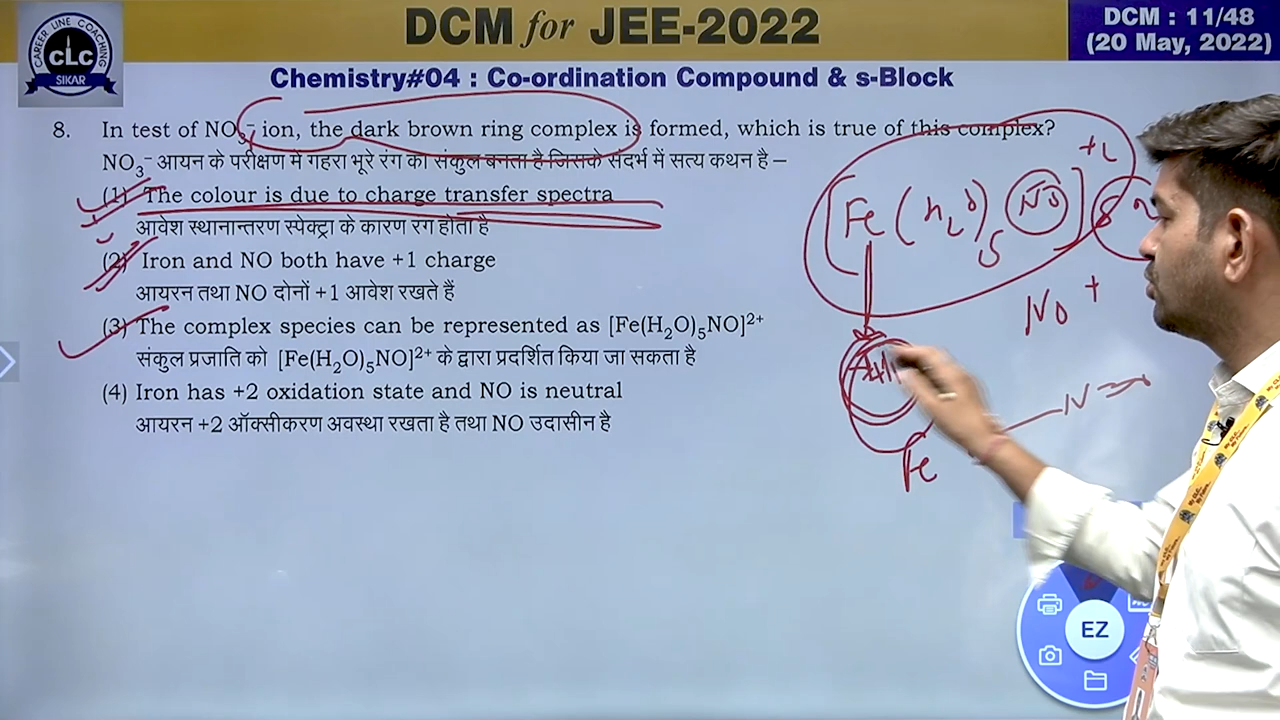 DCM for JEE-2022
DCM : 11/48
(20 May, 2022)
CAREER LINE COACHING
CLC
SIKAR
Chemistry#04 : Co-ordination Compound & s-Block
8. In test of NO₃⁻ ion, the dark brown ring complex is formed, which is true of this complex?
NO₃⁻ आयन के परीक्षण में गहरा भूरे रंग का संकुल बनता है जिसके संदर्भ में सत्य कथन है –
(1) The colour is due to charge transfer spectra
आवेश स्थानान्तरण स्पेक्ट्रा के कारण रंग होता है
(2) Iron and NO both have +1 charge
आयरन तथा NO दोनों +1 आवेश रखते हैं
(3) The complex species can be represented as [Fe(H₂O)₅NO]²⁺
संकुल प्रजाति को [Fe(H₂O)₅NO]²⁺ के द्वारा प्रदर्शित किया जा सकता है
(4) Iron has +2 oxidation state and NO is neutral
आयरन +2 ऑक्सीकरण अवस्था रखता है तथा NO उदासीन है
[Fe(H₂O)₅ NO]⁺²
NO⁺
Fe
EZ